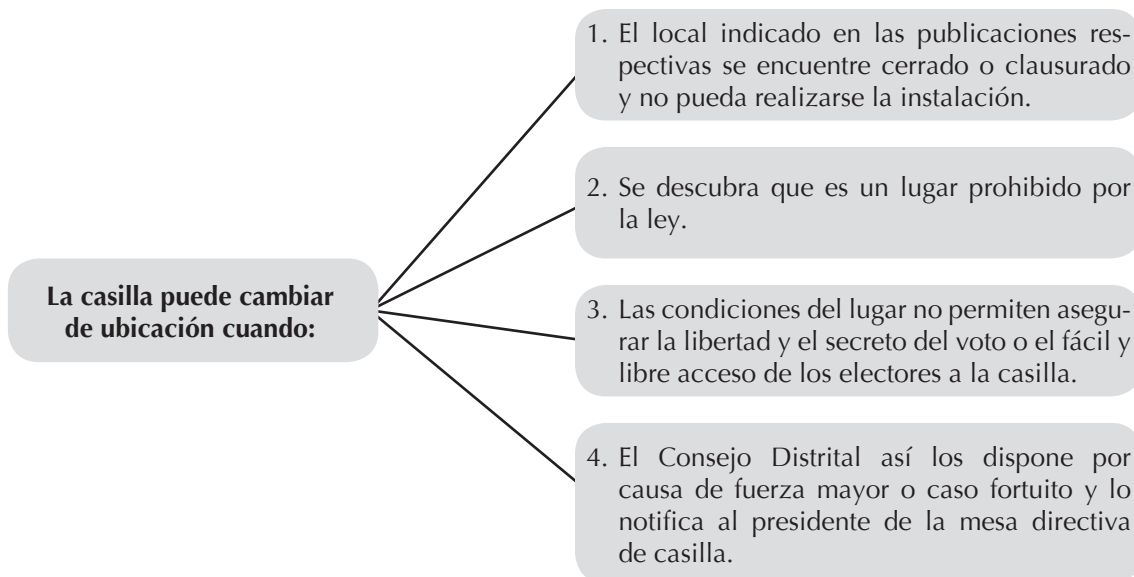 La casilla puede cambiar
de ubicación cuando:
1. El local indicado en las publicaciones res-
pectivas se encuentre cerrado o clausurado
y no pueda realizarse la instalación.
2. Se descubra que es un lugar prohibido por
la ley.
3. Las condiciones del lugar no permiten asegu-
rar la libertad y el secreto del voto o el fácil y
libre acceso de los electores a la casilla.
4. El Consejo Distrital así los dispone por
causa de fuerza mayor o caso fortuito y lo
notifica al presidente de la mesa directiva
de casilla.